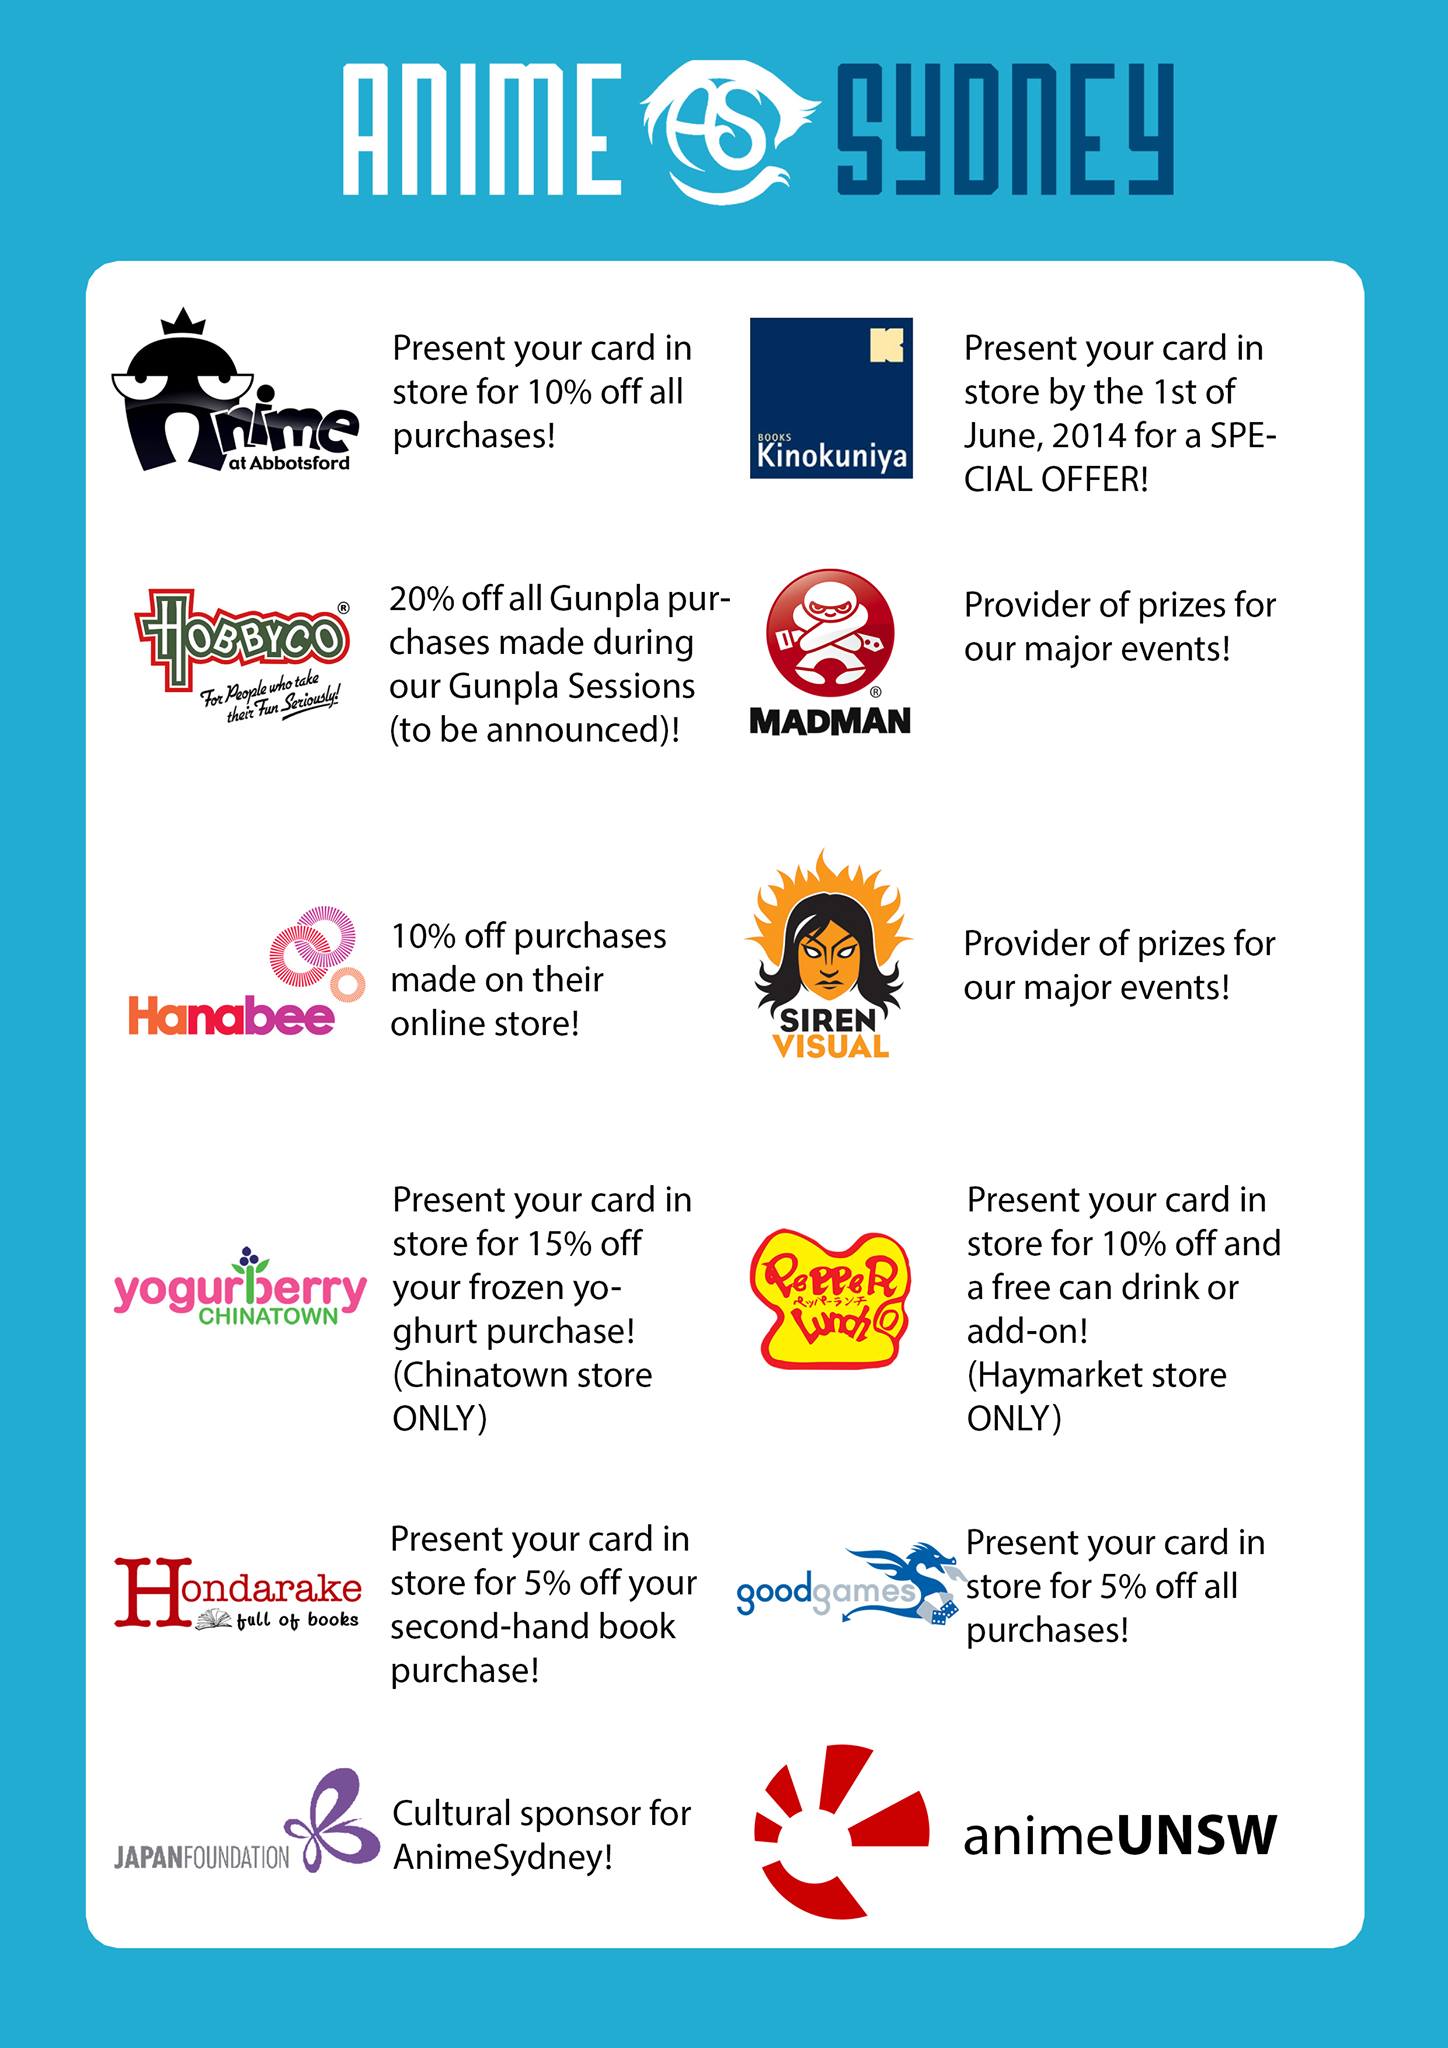 ANIME AS SYDNEY
Anime
at Abbotsford
Present your card in
store for 10% off all
purchases!
BOOKS
Kinokuniya
Present your card in
store by the 1st of
June, 2014 for a SPE-
CIAL OFFER!
HOBBYCO®
For People who take
their Fun Seriously!
20% off all Gunpla pur-
chases made during
our Gunpla Sessions
(to be announced)!
®
MADMAN
Provider of prizes for
our major events!
Hanabee
10% off purchases
made on their
online store!
SIREN
VISUAL
Provider of prizes for
our major events!
yogurberry
CHINATOWN
Present your card in
store for 15% off
your frozen yo-
ghurt purchase!
(Chinatown store
ONLY)
PePPeR
ペッパーランチ
Lunch
Present your card in
store for 10% off and
a free can drink or
add-on!
(Haymarket store
ONLY)
Hondarake
full of books
Present your card in
store for 5% off your
second-hand book
purchase!
goodgames
Present your card in
store for 5% off all
purchases!
JAPANFOUNDATION
Cultural sponsor for
AnimeSydney!
animeUNSW